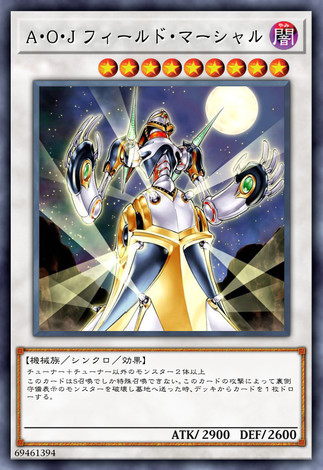 A・O・J フィールド・マーシャル
やみ
闇
【機械族／シンクロ／効果】
チューナー＋チューナー以外のモンスター２体以上
このカードはS召喚でしか特殊召喚できない。このカードの攻撃によって裏側
守備表示のモンスターを破壊し墓地へ送った時、デッキからカードを１枚ドロ
ーする。
ATK/ 2900 DEF/2600
69461394